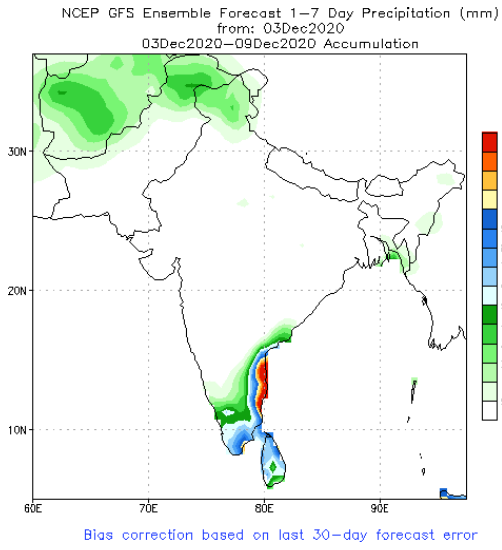 NCEP GFS Ensemble Forecast 1-7 Day Precipitation (mm)
from: 03Dec2020
03Dec2020-09Dec2020 Accumulation
30N
20N
10N
60E 70E 80E 90E
Bias correction based on last 30-day forecast error